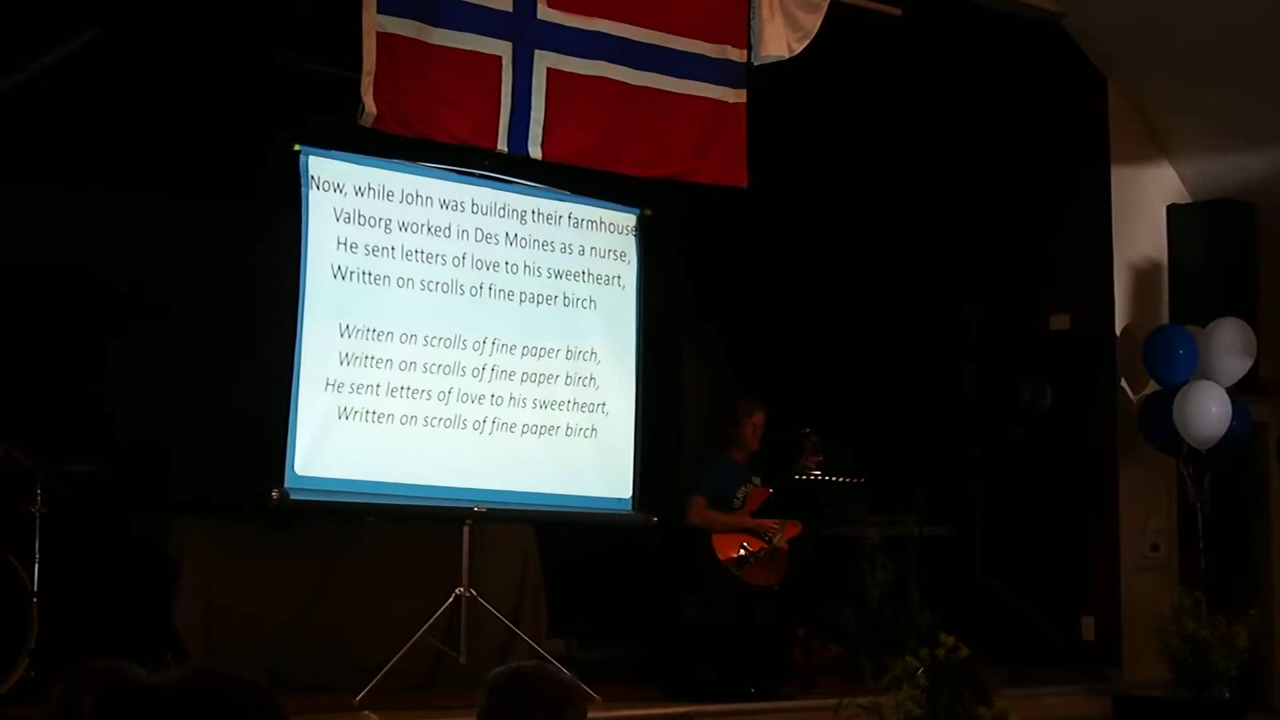 Now, while John was building their farmhouse
Valborg worked in Des Moines as a nurse,
He sent letters of love to his sweetheart,
Written on scrolls of fine paper birch
Written on scrolls of fine paper birch,
Written on scrolls of fine paper birch,
He sent letters of love to his sweetheart,
Written on scrolls of fine paper birch